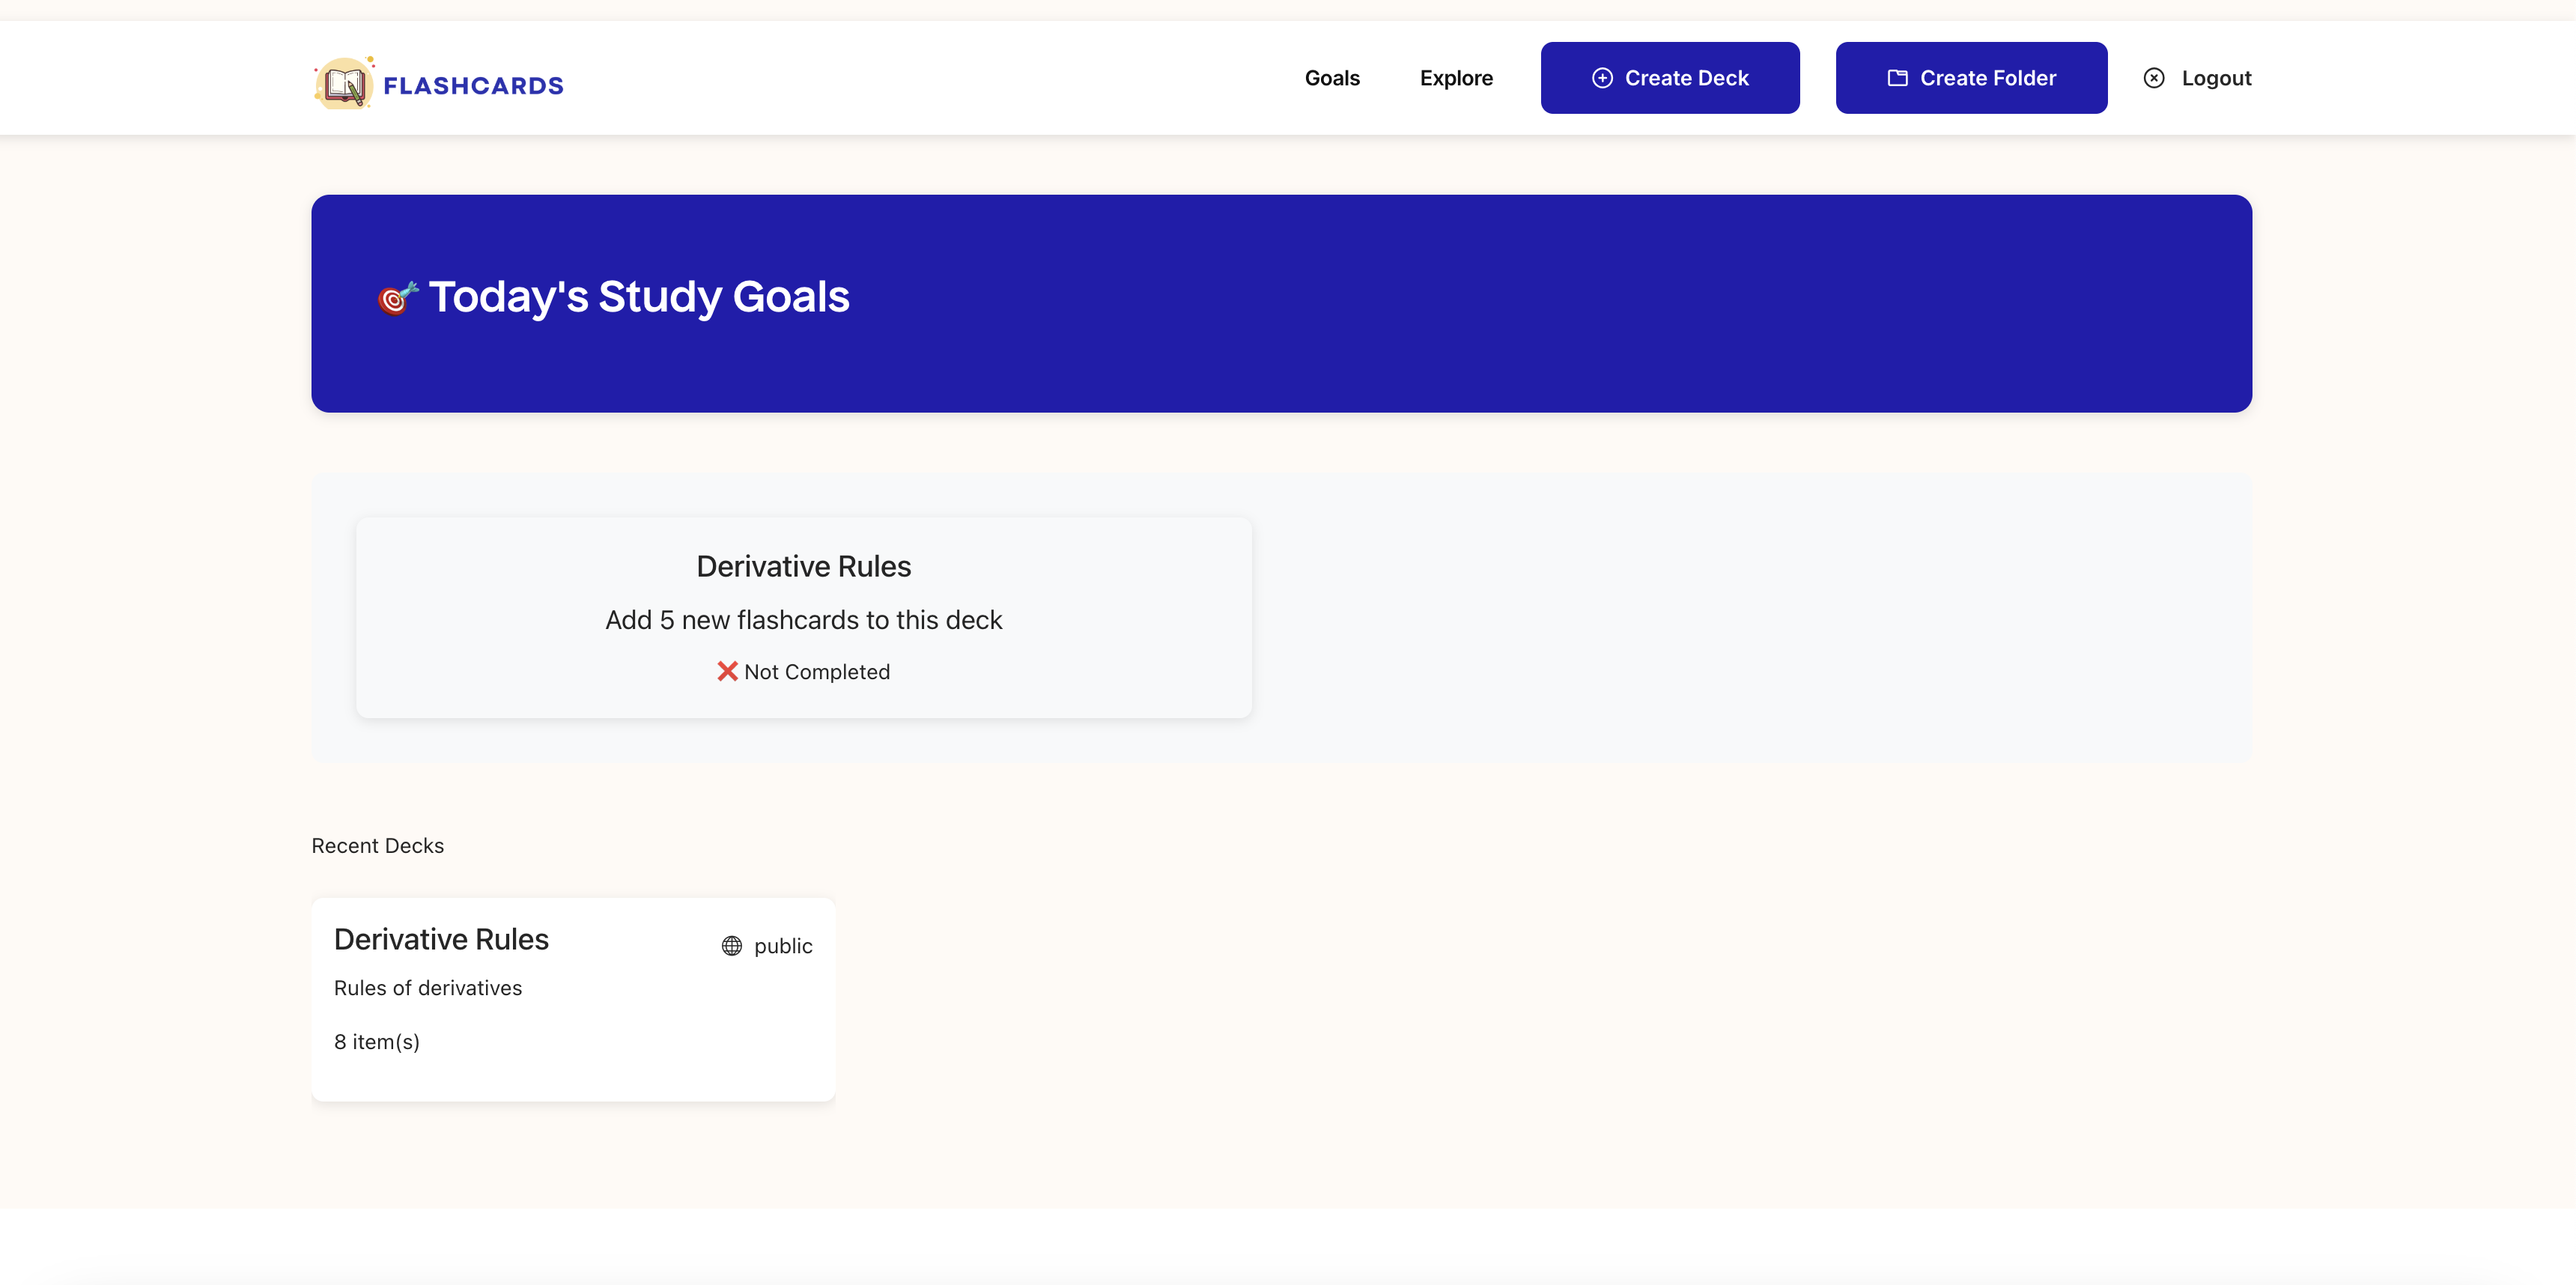 FLASHCARDS
Goals
Explore
Create Deck
Create Folder
Logout
Today's Study Goals
Derivative Rules
Add 5 new flashcards to this deck
❌ Not Completed
Recent Decks
Derivative Rules
public
Rules of derivatives
8 item(s)